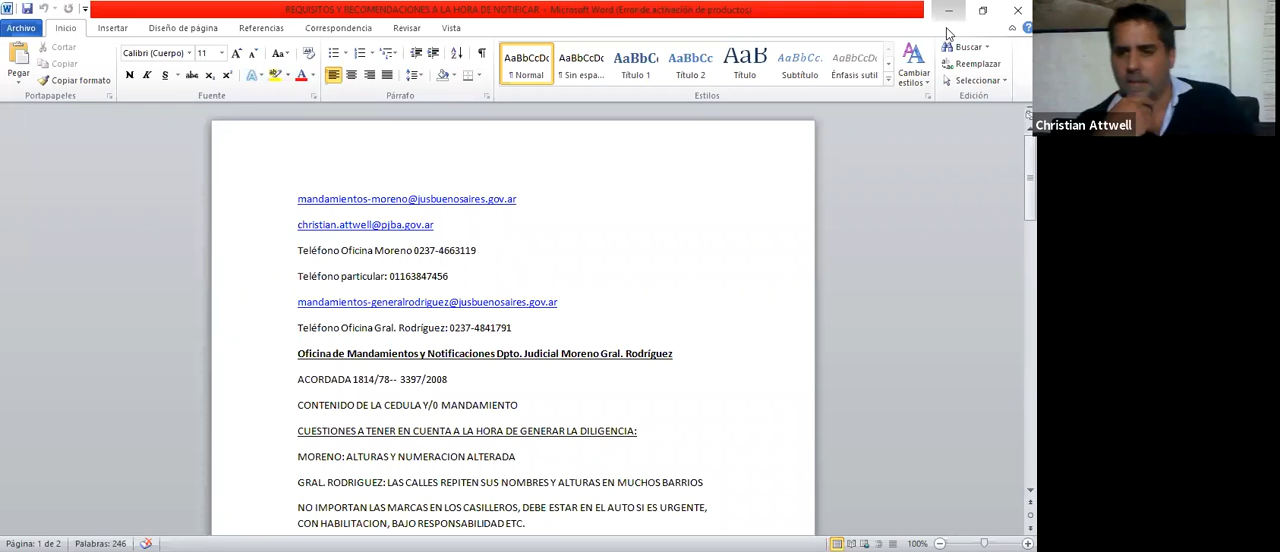 REQUISITOS Y RECOMENDACIONES A LA HORA DE NOTIFICAR - Microsoft Word (Error de activación de productos)
Archivo Inicio Insertar Diseño de página Referencias Correspondencia Revisar Vista
Pegar
Cortar
Copiar
Copiar formato
Portapapeles
Calibri (Cuerpo) 11
N K S abc x₂ x² A ab A
Fuente
Párrafo
AaBbCcDc AaBbCcDc AaBbC( AaBbCc AaB AaBbCc. AaBbCcDc
¶ Normal ¶ Sin espa... Título 1 Título 2 Título Subtítulo Énfasis sutil
Cambiar
estilos
Estilos
Buscar
Reemplazar
Seleccionar
Edición
Christian Attwell
mandamientos-moreno@jusbuenosaires.gov.ar
christian.attwell@pjba.gov.ar
Teléfono Oficina Moreno 0237-4663119
Teléfono particular: 01163847456
mandamientos-generalrodriguez@jusbuenosaires.gov.ar
Teléfono Oficina Gral. Rodríguez: 0237-4841791
Oficina de Mandamientos y Notificaciones Dpto. Judicial Moreno Gral. Rodríguez
ACORDADA 1814/78-- 3397/2008
CONTENIDO DE LA CEDULA Y/0 MANDAMIENTO
CUESTIONES A TENER EN CUENTA A LA HORA DE GENERAR LA DILIGENCIA:
MORENO: ALTURAS Y NUMERACION ALTERADA
GRAL. RODRIGUEZ: LAS CALLES REPITEN SUS NOMBRES Y ALTURAS EN MUCHOS BARRIOS
NO IMPORTAN LAS MARCAS EN LOS CASILLEROS, DEBE ESTAR EN EL AUTO SI ES URGENTE,
CON HABILITACION, BAJO RESPONSABILIDAD ETC.
Página: 1 de 2 Palabras: 246 100%